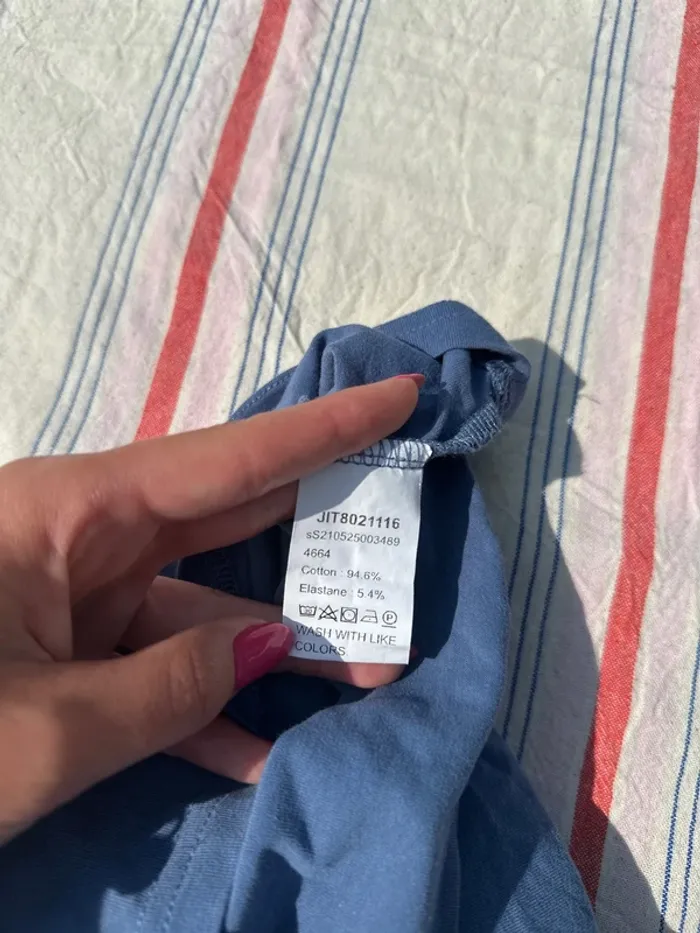 JIT8021116
sS210525003489
4664
Cotton : 94.6%
Elastane : 5.4%
WASH WITH LIKE
COLORS